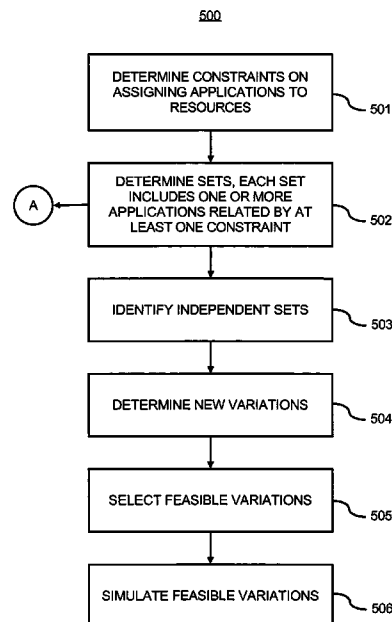 500
DETERMINE CONSTRAINTS ON
ASSIGNING APPLICATIONS TO
RESOURCES
501
DETERMINE SETS, EACH SET
INCLUDES ONE OR MORE
APPLICATIONS RELATED BY AT
LEAST ONE CONSTRAINT
A
502
IDENTIFY INDEPENDENT SETS
503
DETERMINE NEW VARIATIONS
504
SELECT FEASIBLE VARIATIONS
505
SIMULATE FEASIBLE VARIATIONS
506